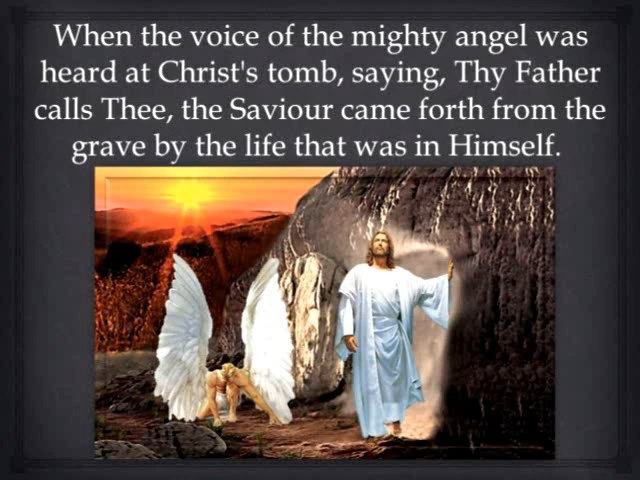 When the voice of the mighty angel was
heard at Christ's tomb, saying, Thy Father
calls Thee, the Saviour came forth from the
grave by the life that was in Himself.